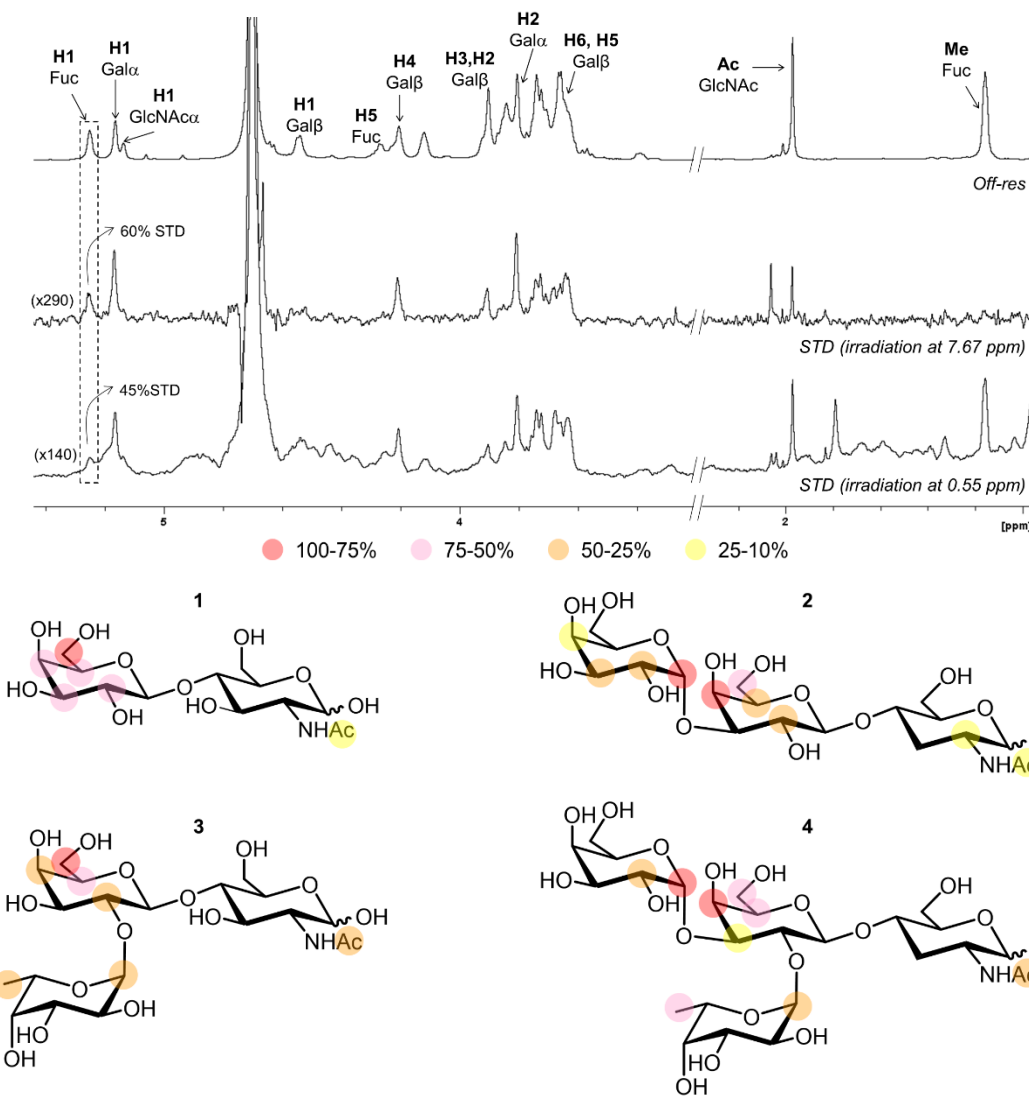 H1
Fuc
H1
Galα
H1
GlcNAcα
H1
Galβ
H5
Fuc
H4
Galβ
H3,H2
Galβ
H2
Galα
H6, H5
Galβ
Ac
GlcNAc
Me
Fuc
Off-res
60% STD
(x290)
STD (irradiation at 7.67 ppm)
45%STD
(x140)
STD (irradiation at 0.55 ppm)
5 4 2 [ppm]
100-75% 75-50% 50-25% 25-10%
1
OH OH
O
HO
OH
O
OH
O
HO
OH
NHAc
2
OH OH
O
HO
OH
O
OH OH
O
OH
O
OH
O
NHAc
3
OH OH
O
HO
O
O
OH
O
HO
OH
NHAc
O
OH
HO
OH
4
OH OH
O
HO
OH
O
OH OH
O
O
O
OH
O
NHAc
O
OH
HO
OH